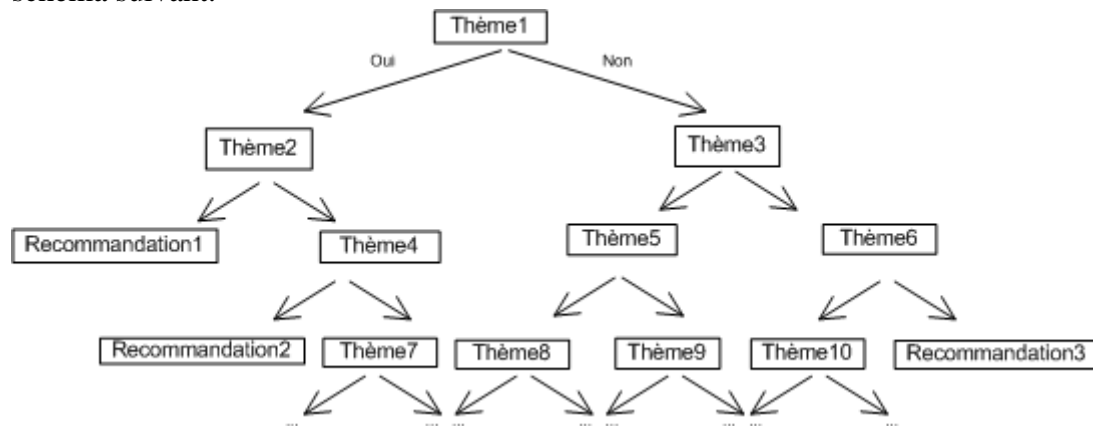 schéma suivant.
Thème1
Oui Non
Thème2 Thème3
Recommandation1 Thème4 Thème5 Thème6
Recommandation2 Thème7 Thème8 Thème9 Thème10 Recommandation3
... ... ... ... ... ... ... ...